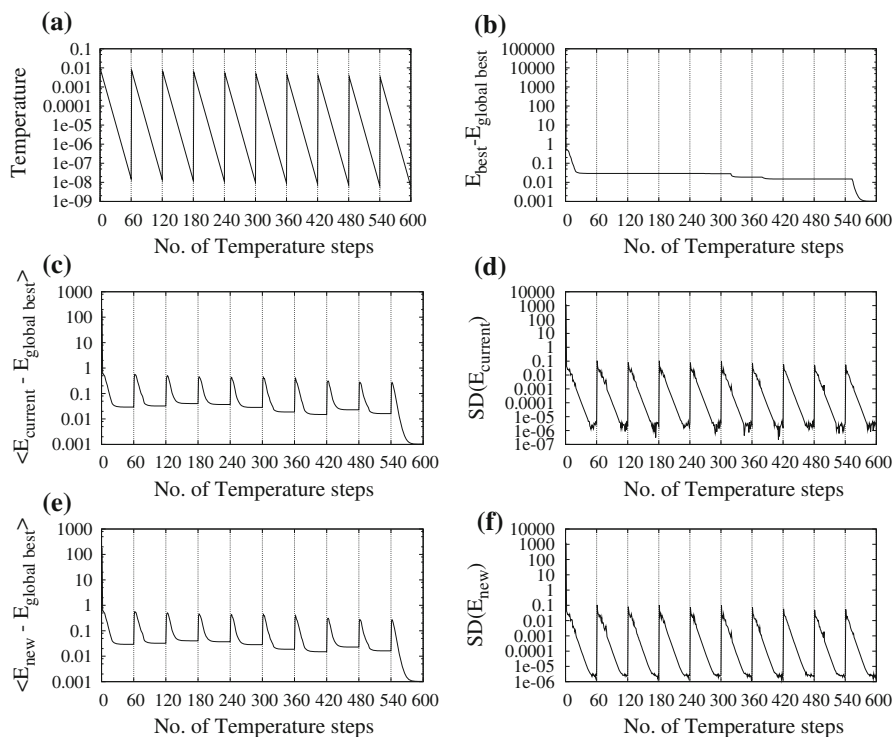 (a)
Temperature
0.1
0.01
0.001
0.0001
1e-05
1e-06
1e-07
1e-08
1e-09
0 60 120 180 240 300 360 420 480 540 600
No. of Temperature steps
(b)
E_best-E_global best
100000
10000
1000
100
10
1
0.1
0.01
0.001
0 60 120 180 240 300 360 420 480 540 600
No. of Temperature steps
(c)
<E_current - E_global best>
1000
100
10
1
0.1
0.01
0.001
0 60 120 180 240 300 360 420 480 540 600
No. of Temperature steps
(d)
SD(E_current)
10000
1000
100
10
1
0.1
0.01
0.001
0.0001
1e-05
1e-06
1e-07
0 60 120 180 240 300 360 420 480 540 600
No. of Temperature steps
(e)
<E_new - E_global best>
1000
100
10
1
0.1
0.01
0.001
0 60 120 180 240 300 360 420 480 540 600
No. of Temperature steps
(f)
SD(E_new)
10000
1000
100
10
1
0.1
0.01
0.001
0.0001
1e-05
1e-06
0 60 120 180 240 300 360 420 480 540 600
No. of Temperature steps